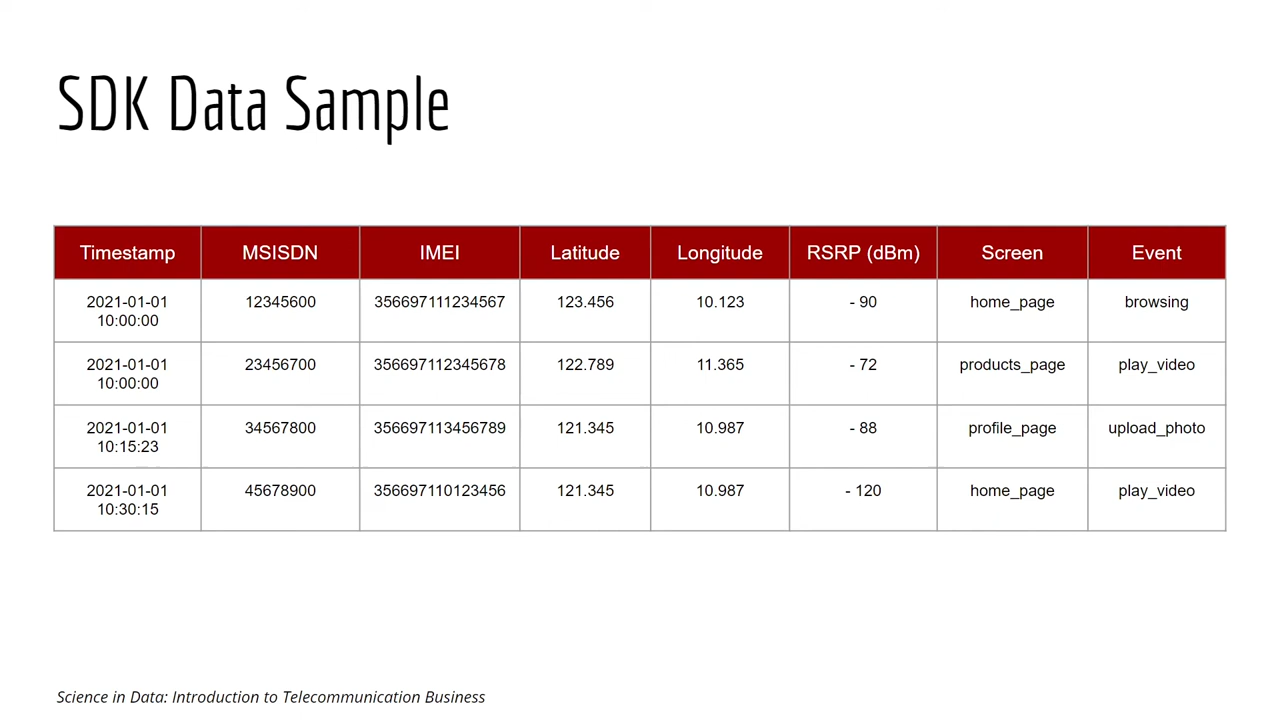 SDK Data Sample
Timestamp MSISDN IMEI Latitude Longitude RSRP (dBm) Screen Event
2021-01-01 12345600 356697111234567 123.456 10.123 - 90 home_page browsing
10:00:00
2021-01-01 23456700 356697112345678 122.789 11.365 - 72 products_page play_video
10:00:00
2021-01-01 34567800 356697113456789 121.345 10.987 - 88 profile_page upload_photo
10:15:23
2021-01-01 45678900 356697110123456 121.345 10.987 - 120 home_page play_video
10:30:15
Science in Data: Introduction to Telecommunication Business